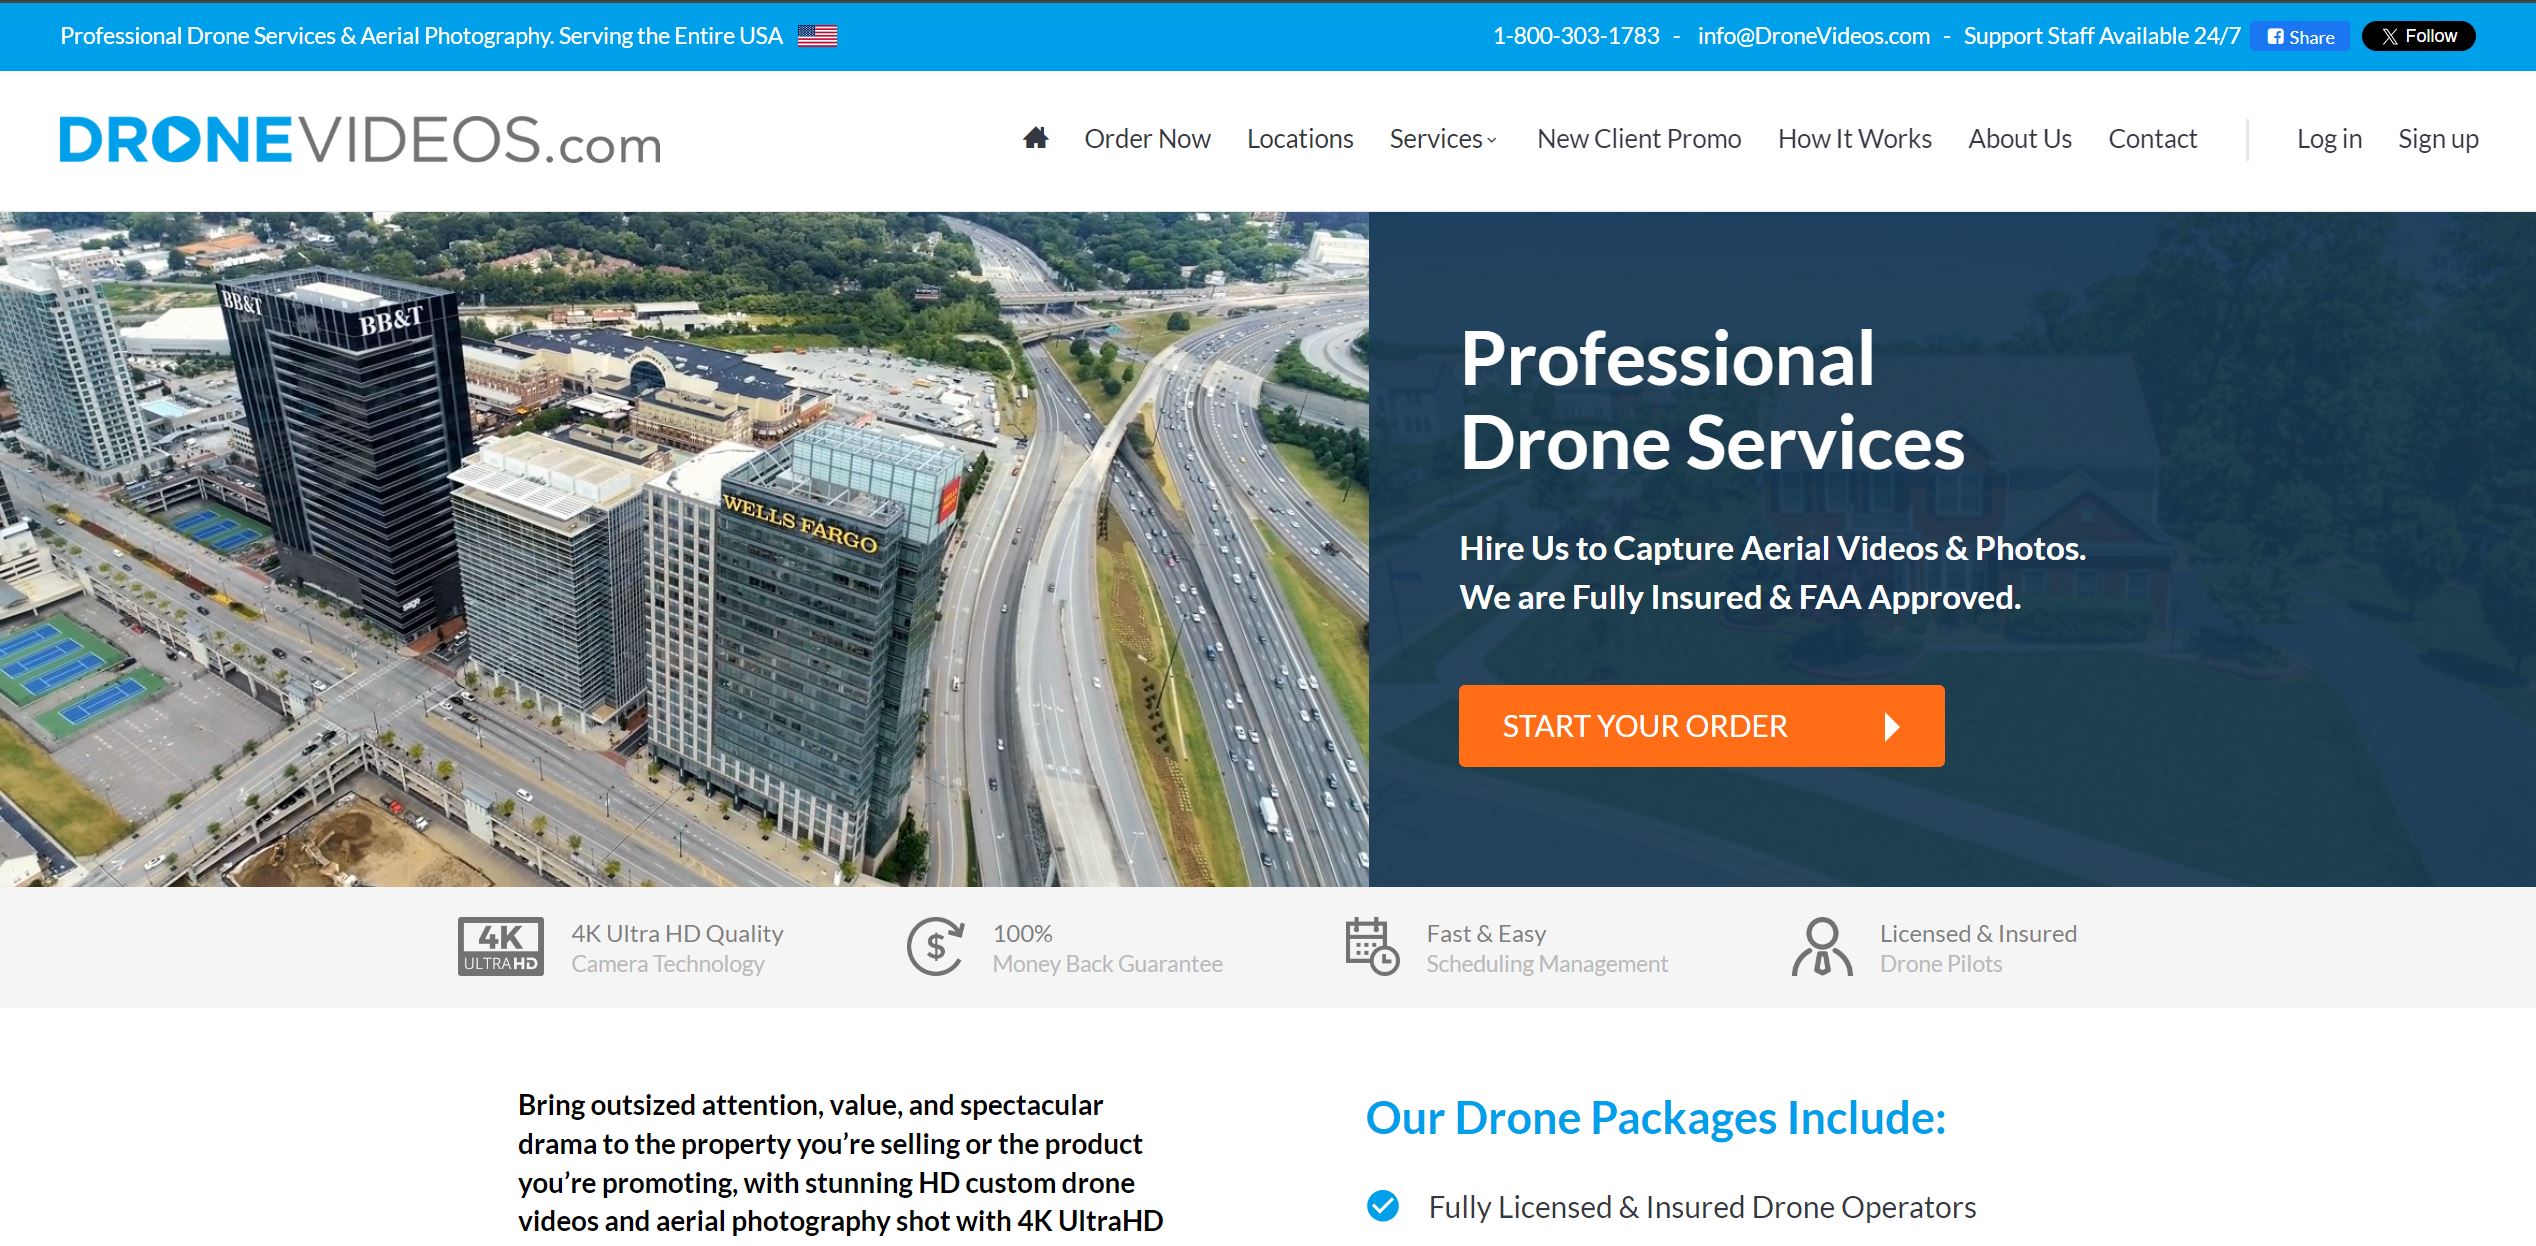 Professional Drone Services & Aerial Photography. Serving the Entire USA
1-800-303-1783 - info@DroneVideos.com - Support Staff Available 24/7
Share
Follow
DRONEVIDEOS.com
Order Now
Locations
Services
New Client Promo
How It Works
About Us
Contact
Log in
Sign up
BB&T
BB&T
REGAL CINEMAS
WELLS FARGO
WELLS FARGO
Professional
Drone Services
Hire Us to Capture Aerial Videos & Photos.
We are Fully Insured & FAA Approved.
START YOUR ORDER
4K
ULTRA HD
4K Ultra HD Quality
Camera Technology
$
100%
Money Back Guarantee
Fast & Easy
Scheduling Management
Licensed & Insured
Drone Pilots
Bring outsized attention, value, and spectacular
drama to the property you’re selling or the product
you’re promoting, with stunning HD custom drone
videos and aerial photography shot with 4K UltraHD
Our Drone Packages Include:
Fully Licensed & Insured Drone Operators